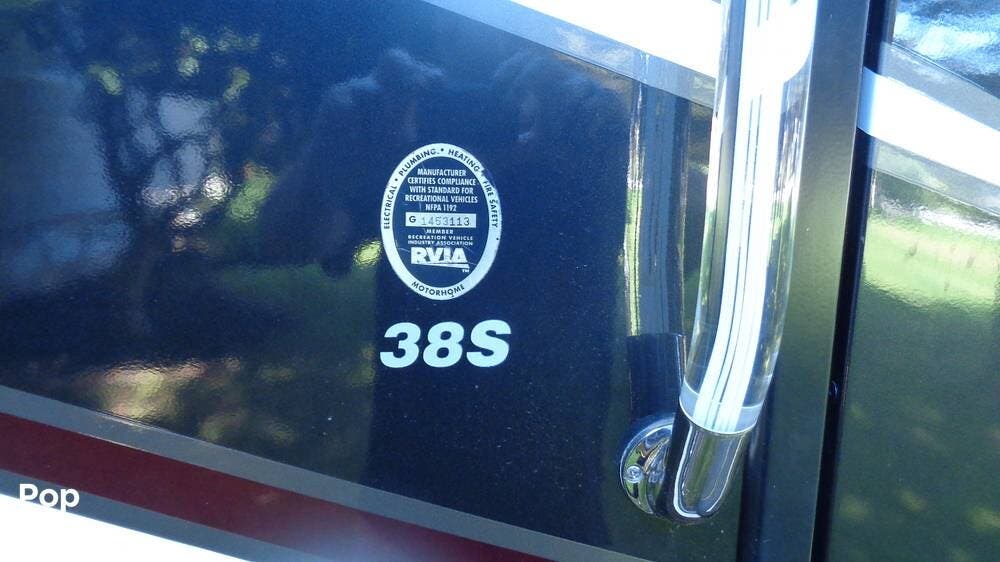 ELECTRICAL • PLUMBING • HEATING • FIRE SAFETY •
MANUFACTURER
CERTIFIES COMPLIANCE
WITH STANDARD FOR
RECREATIONAL VEHICLES
NFPA 1192
G 1453113
MEMBER
RECREATION VEHICLE
INDUSTRY ASSOCIATION
RVIA
TM
MOTORHOME
38S
Pop